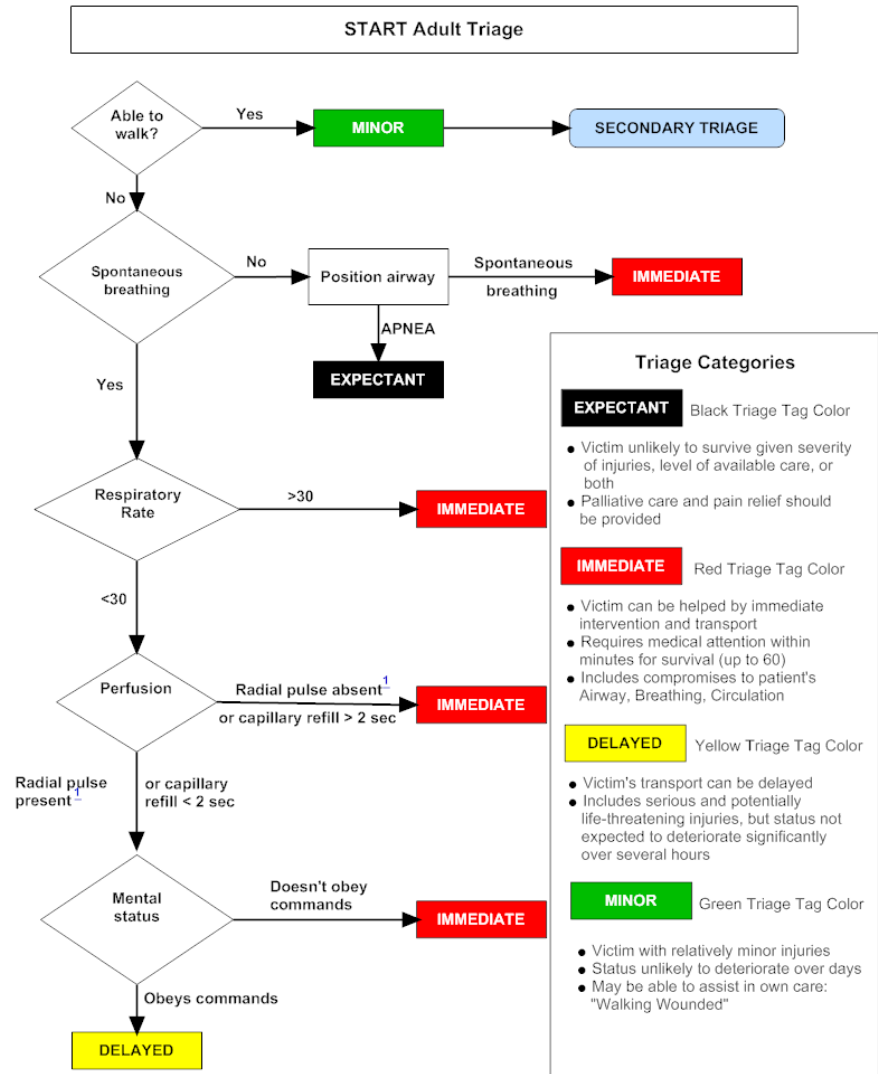 START Adult Triage
Able to
walk?
Yes
MINOR
SECONDARY TRIAGE
No
Spontaneous
breathing
No
Position airway
Spontaneous
breathing
IMMEDIATE
APNEA
EXPECTANT
Yes
Respiratory
Rate
>30
IMMEDIATE
<30
Perfusion
Radial pulse absent1
or capillary refill > 2 sec
IMMEDIATE
Radial pulse
present1
or capillary
refill < 2 sec
Mental
status
Doesn't obey
commands
IMMEDIATE
Obeys commands
DELAYED
Triage Categories
EXPECTANT Black Triage Tag Color
● Victim unlikely to survive given severity
of injuries, level of available care, or
both
● Palliative care and pain relief should
be provided
IMMEDIATE Red Triage Tag Color
● Victim can be helped by immediate
intervention and transport
● Requires medical attention within
minutes for survival (up to 60)
● Includes compromises to patient's
Airway, Breathing, Circulation
DELAYED Yellow Triage Tag Color
● Victim's transport can be delayed
● Includes serious and potentially
life-threatening injuries, but status not
expected to deteriorate significantly
over several hours
MINOR Green Triage Tag Color
● Victim with relatively minor injuries
● Status unlikely to deteriorate over days
● May be able to assist in own care:
"Walking Wounded"